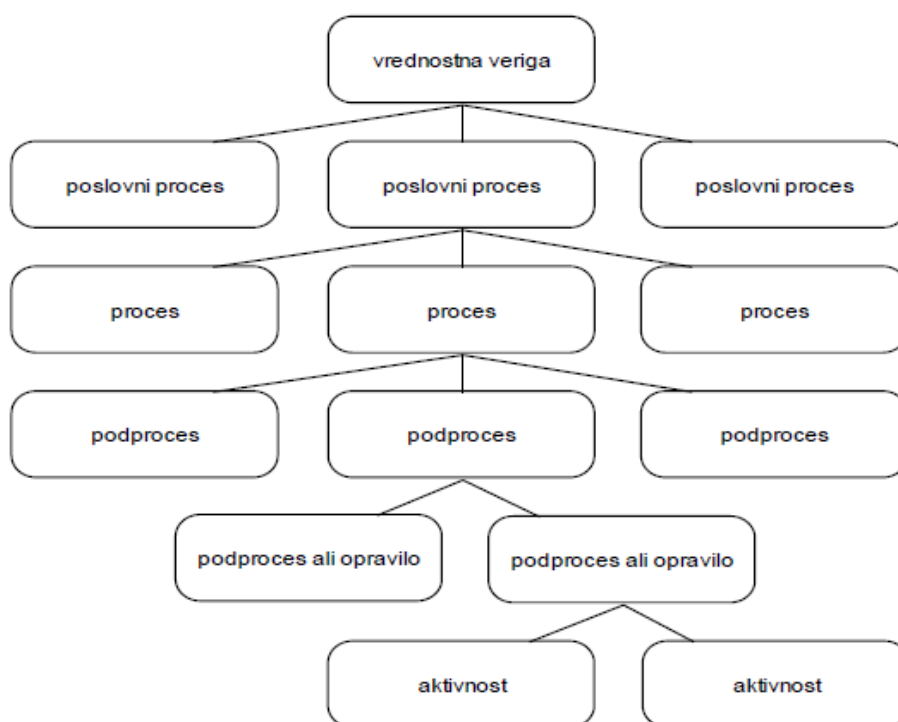 vrednostna veriga
poslovni proces
poslovni proces
poslovni proces
proces
proces
proces
podproces
podproces
podproces
podproces ali opravilo
podproces ali opravilo
aktivnost
aktivnost